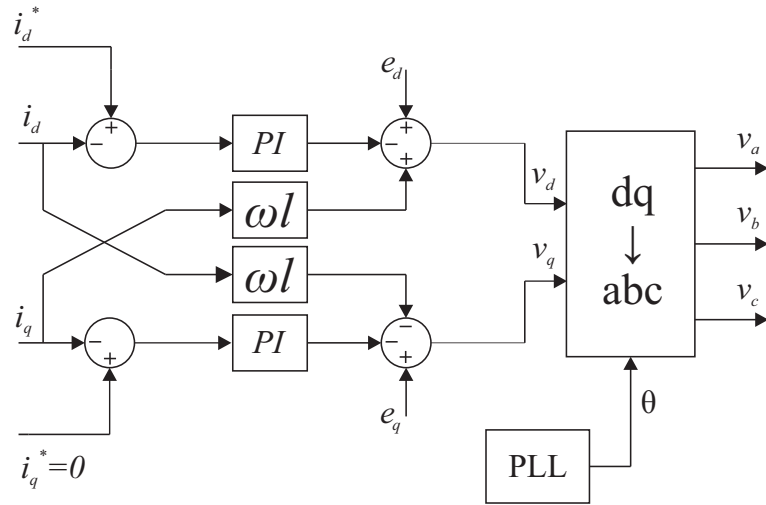 i_d^*
e_d
i_d
+
−
PI
−
+
+
v_a
v_d
dq
ωl
↓
v_b
ωl
v_q
abc
v_c
i_q
−
+
PI
−
−
+
e_q
θ
i_q^*=0
PLL